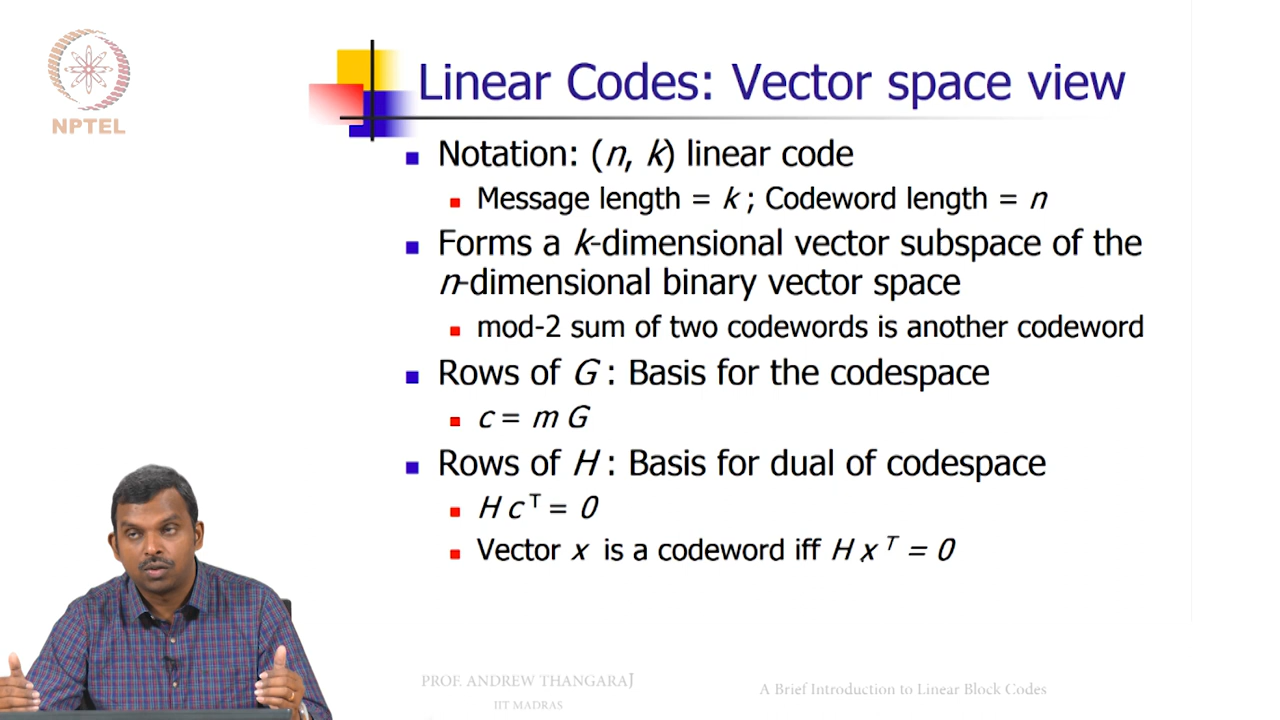 NPTEL
Linear Codes: Vector space view
Notation: (n, k) linear code
Message length = k ; Codeword length = n
Forms a k-dimensional vector subspace of the
n-dimensional binary vector space
mod-2 sum of two codewords is another codeword
Rows of G : Basis for the codespace
c = m G
Rows of H : Basis for dual of codespace
H cᵀ = 0
Vector x is a codeword iff H x ᵀ = 0
PROF. ANDREW THANGARAJ
IIT MADRAS
A Brief Introduction to Linear Block Codes